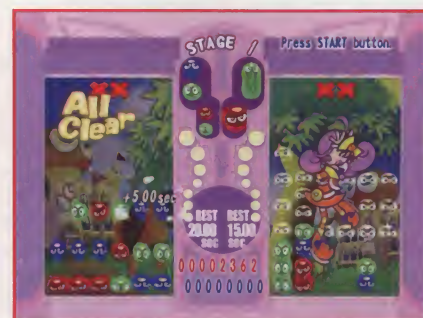 STAGE 1
Press START button.
All
Clear
+5.00sec
BEST BEST
20.00 15.00
SEC SEC
00002362
00000000